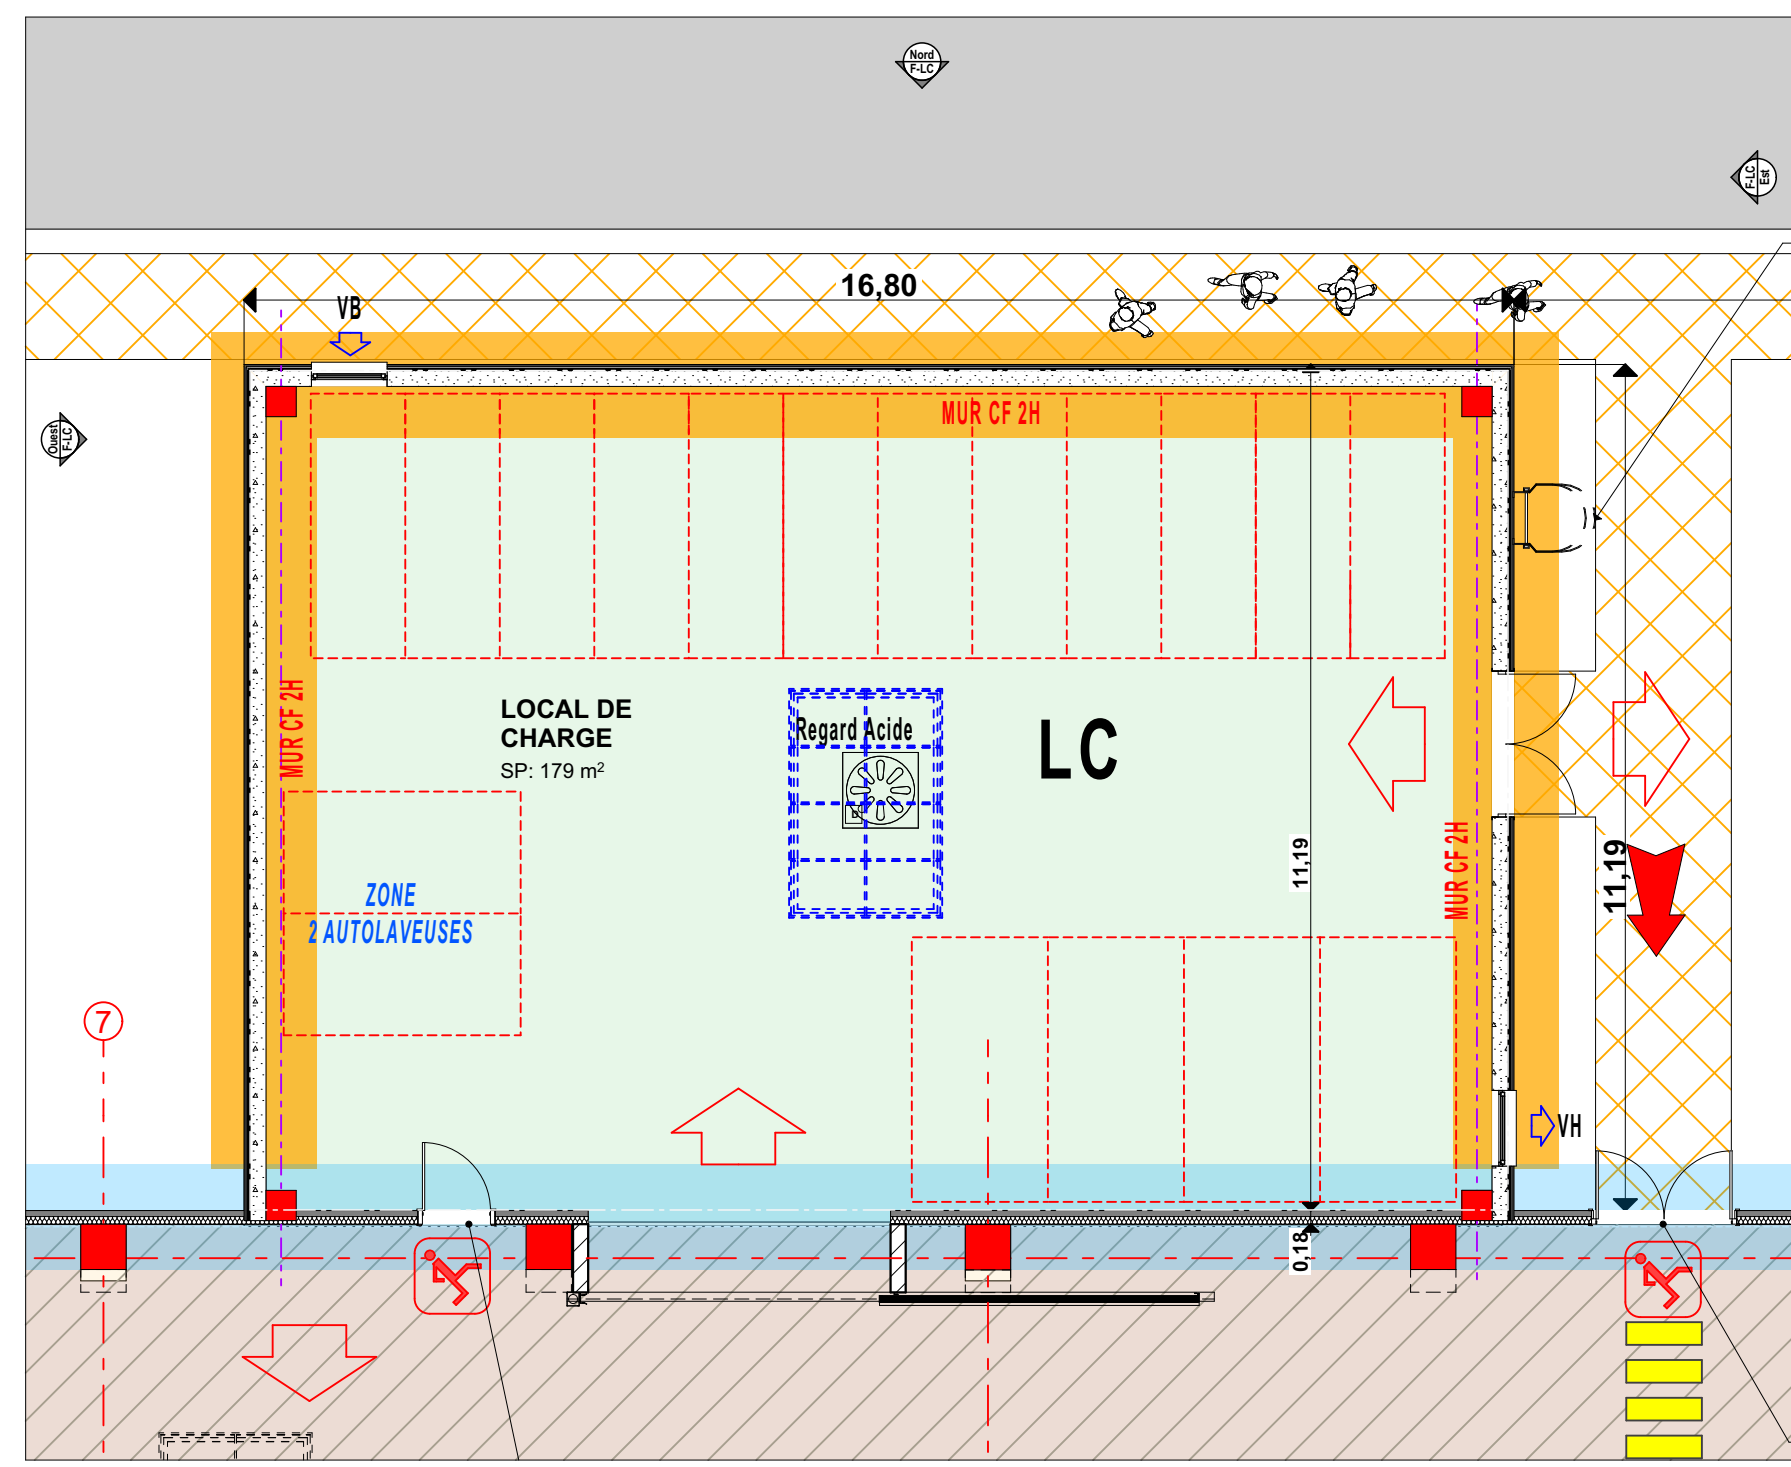 Nord
F-LC
F-LC
Est
16,80
VB
Ouest
F-LC
MUR CF 2H
MUR CF 2H
LOCAL DE
CHARGE
SP: 179 m²
Regard Acide
LC
11,19
MUR CF 2H
11,19
ZONE
2 AUTOLAVEUSES
7
VH
0,18